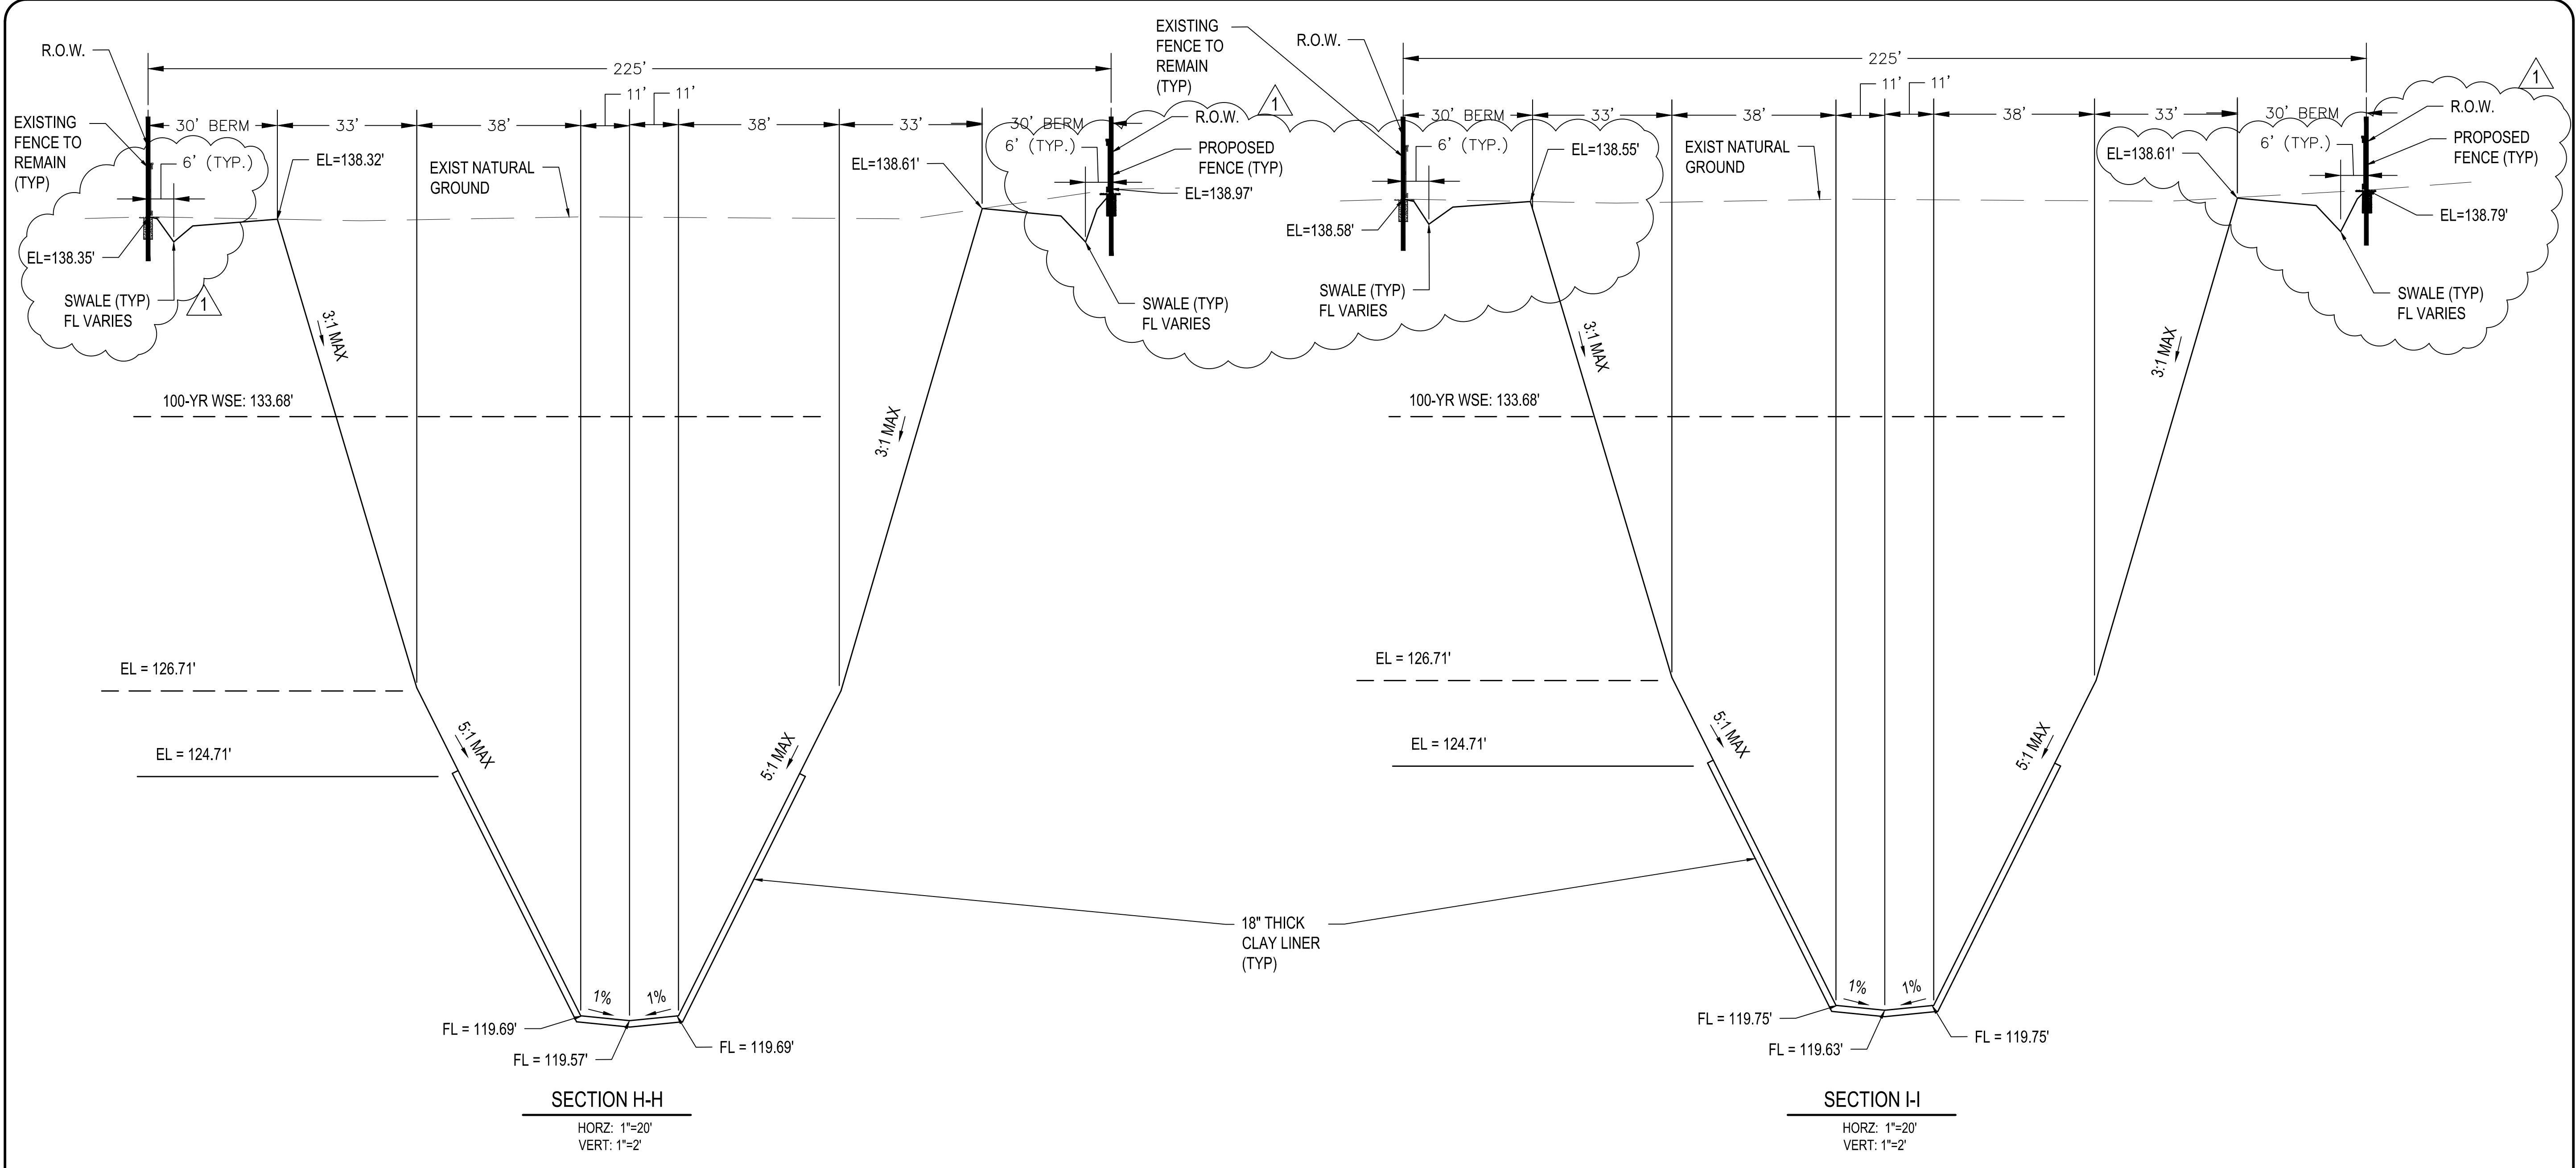 R.O.W.
225'
EXISTING
FENCE TO
REMAIN
(TYP)
11'
11'
30' BERM
33'
38'
38'
33'
30' BERM
6' (TYP.)
EL=138.32'
EXIST NATURAL
GROUND
EL=138.61'
6' (TYP.)
R.O.W.
1
PROPOSED
FENCE (TYP)
EL=138.97'
EL=138.35'
SWALE (TYP)
FL VARIES
1
SWALE (TYP)
FL VARIES
3:1 MAX
3:1 MAX
100-YR WSE: 133.68'
EL = 126.71'
5:1 MAX
5:1 MAX
EL = 124.71'
1%
1%
FL = 119.69'
FL = 119.57'
FL = 119.69'
SECTION H-H
HORZ: 1"=20'
VERT: 1"=2'
18" THICK
CLAY LINER
(TYP)
EXISTING
FENCE TO
REMAIN
(TYP)
R.O.W.
225'
11'
11'
30' BERM
33'
38'
38'
33'
30' BERM
6' (TYP.)
EL=138.55'
EXIST NATURAL
GROUND
EL=138.61'
6' (TYP.)
1
R.O.W.
PROPOSED
FENCE (TYP)
EL=138.79'
EL=138.58'
SWALE (TYP)
FL VARIES
SWALE (TYP)
FL VARIES
3:1 MAX
3:1 MAX
100-YR WSE: 133.68'
EL = 126.71'
5:1 MAX
5:1 MAX
EL = 124.71'
1%
1%
FL = 119.75'
FL = 119.63'
FL = 119.75'
SECTION I-I
HORZ: 1"=20'
VERT: 1"=2'